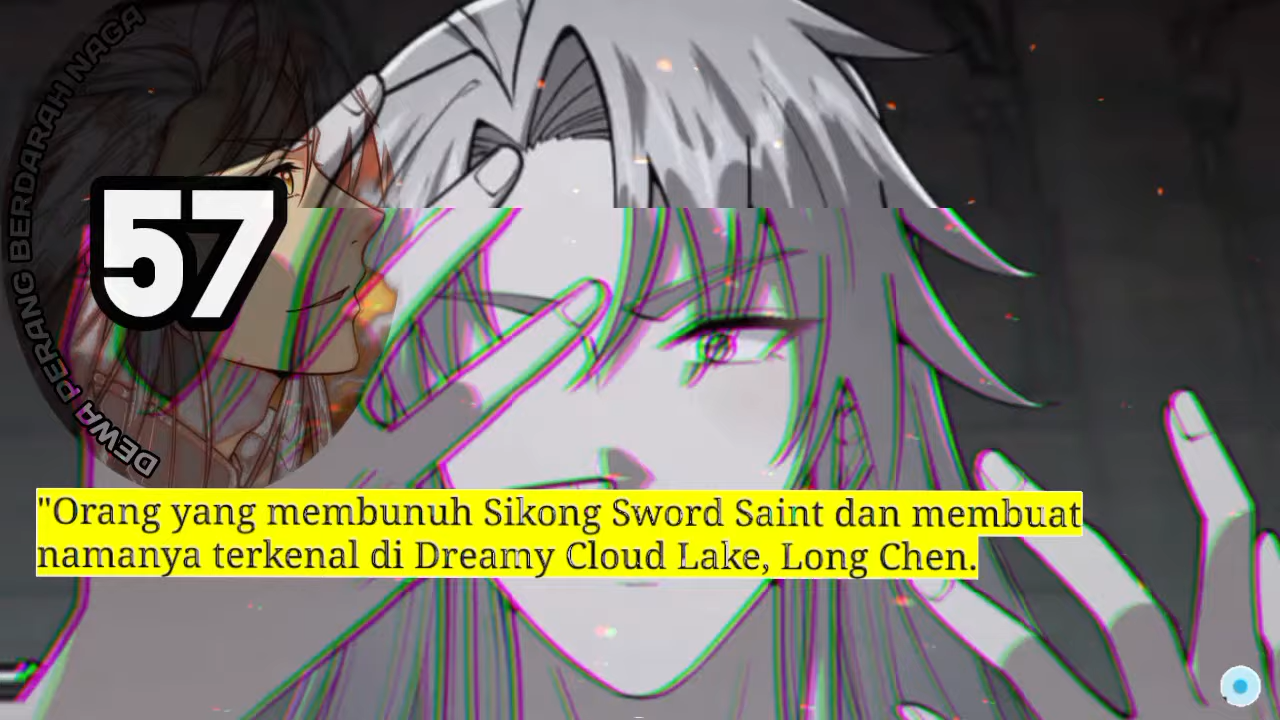 DEWA PERANG BERDARAH NAGA
57
"Orang yang membunuh Sikong Sword Saint dan membuat
namanya terkenal di Dreamy Cloud Lake, Long Chen.